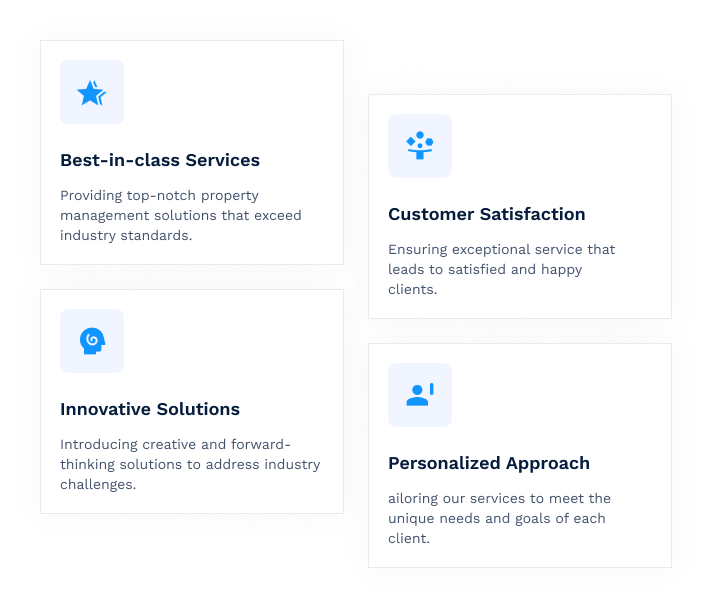 Best-in-class Services
Providing top-notch property
management solutions that exceed
industry standards.
Customer Satisfaction
Ensuring exceptional service that
leads to satisfied and happy
clients.
Innovative Solutions
Introducing creative and forward-
thinking solutions to address industry
challenges.
Personalized Approach
ailoring our services to meet the
unique needs and goals of each
client.